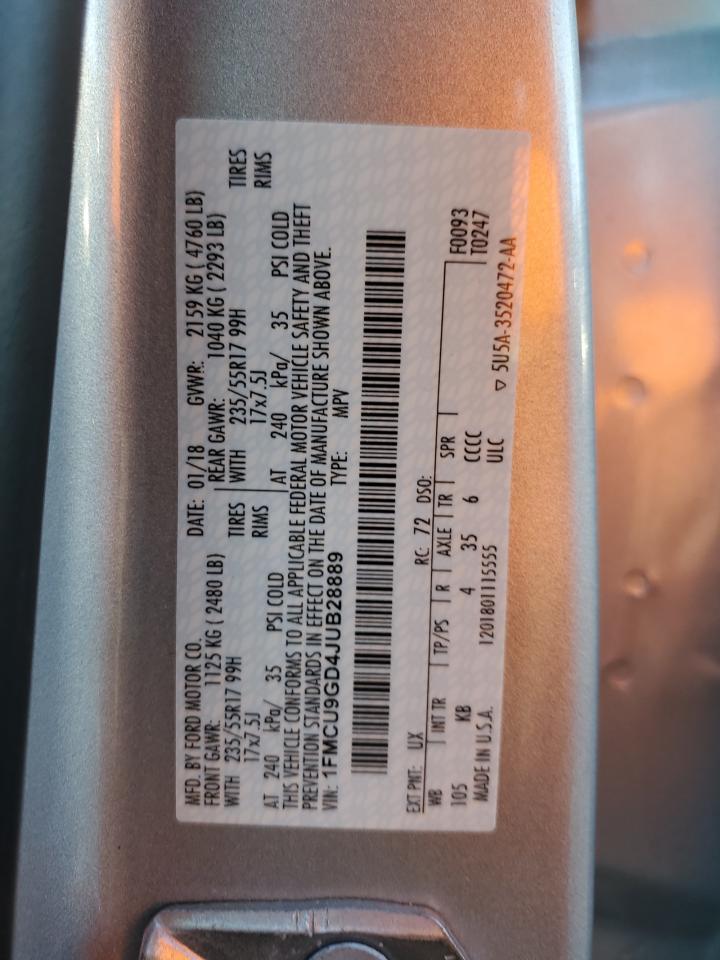 MFD. BY FORD MOTOR CO.
DATE: 01/18 GVWR: 2159 KG ( 4760 LB)
FRONT GAWR: 1125 KG ( 2480 LB)
REAR GAWR: 1040 KG ( 2293 LB)
WITH 235/55R17 99H TIRES
WITH 235/55R17 99H TIRES
17x7.5J RIMS
17x7.5J RIMS
AT 240 kPa/ 35 PSI COLD
AT 240 kPa/ 35 PSI COLD
THIS VEHICLE CONFORMS TO ALL APPLICABLE FEDERAL MOTOR VEHICLE SAFETY AND THEFT
PREVENTION STANDARDS IN EFFECT ON THE DATE OF MANUFACTURE SHOWN ABOVE.
VIN: 1FMCU9GD4JUB28889 TYPE: MPV
EXT PNT: UX RC: 72 DSO:
WB INT TR TP/PS R AXLE TR SPR F0093
105 KB 4 35 6 CCCC T0247
MADE IN U.S.A. 1201801115555 ULC ▽ 5U5A-3520472-AA